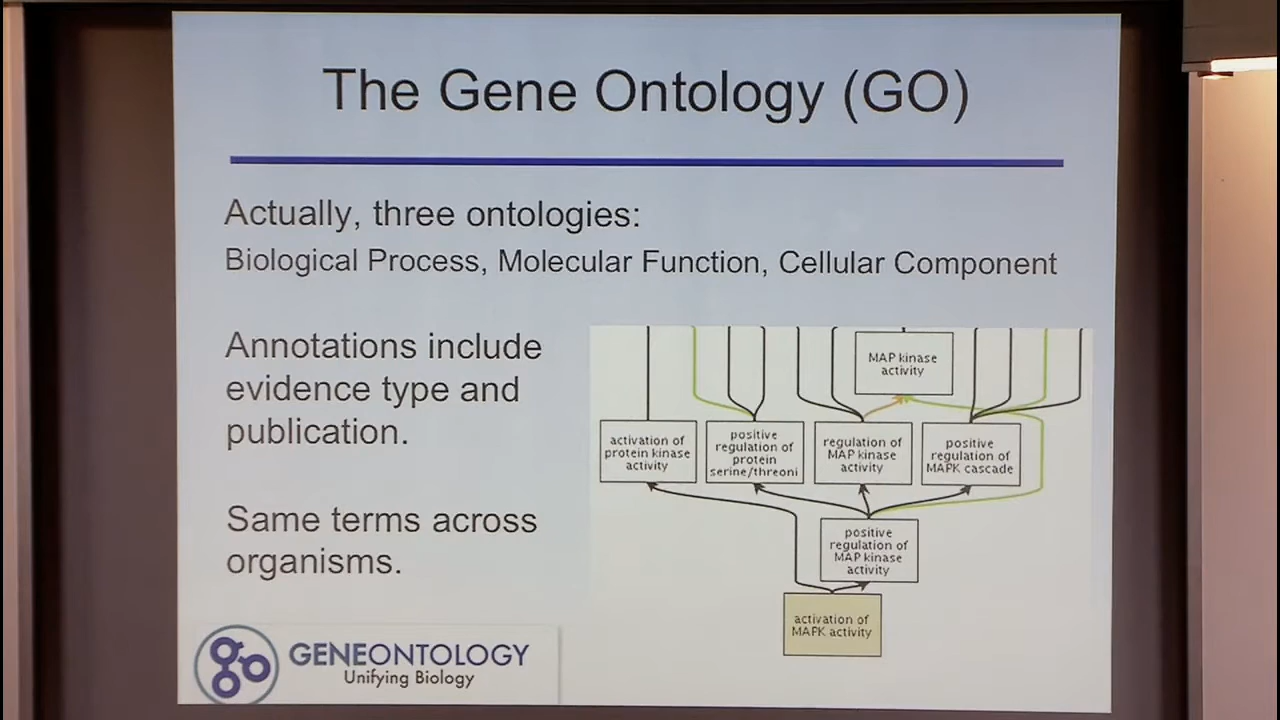 The Gene Ontology (GO)
Actually, three ontologies:
Biological Process, Molecular Function, Cellular Component
Annotations include
evidence type and
publication.
Same terms across
organisms.
MAP kinase
activity
activation of
protein kinase
activity
positive
regulation of
protein
serine/threoni
regulation of
MAP kinase
activity
positive
regulation of
MAPK cascade
positive
regulation of
MAP kinase
activity
activation of
MAPK activity
go
GENEONTOLOGY
Unifying Biology